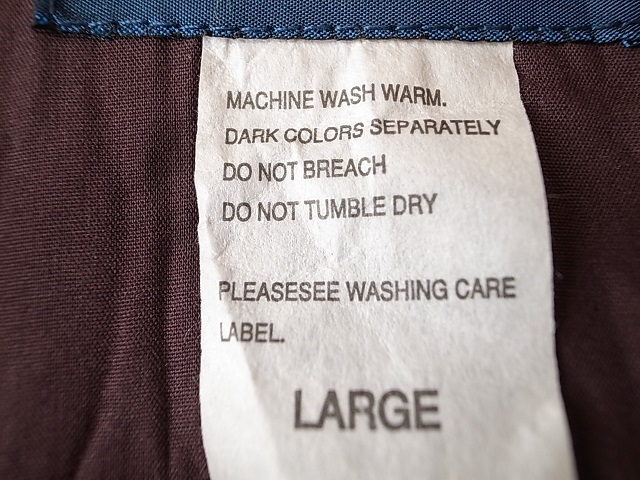 MACHINE WASH WARM.
DARK COLORS SEPARATELY
DO NOT BREACH
DO NOT TUMBLE DRY
PLEASESEE WASHING CARE
LABEL.
LARGE